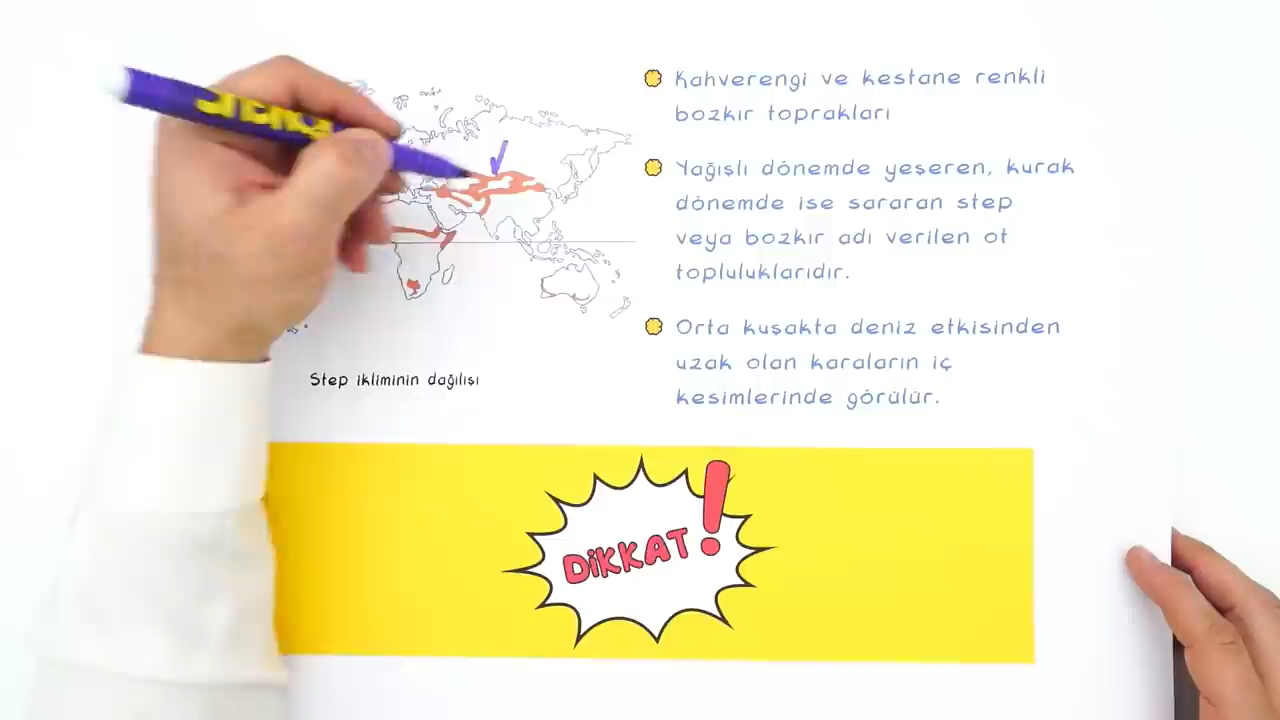 Kahverengi ve kestane renkli
bozkır toprakları
Yağışlı dönemde yeşeren, kurak
dönemde ise sararan step
veya bozkır adı verilen ot
topluluklarıdır.
Orta kuşakta deniz etkisinden
uzak olan karaların iç
kesimlerinde görülür.
Step ikliminin dağılışı
DİKKAT!